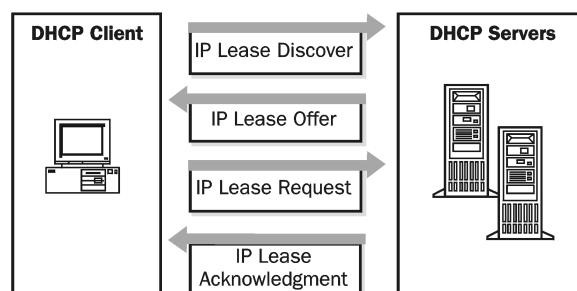 DHCP Client
DHCP Servers
IP Lease Discover
IP Lease Offer
IP Lease Request
IP Lease
Acknowledgment